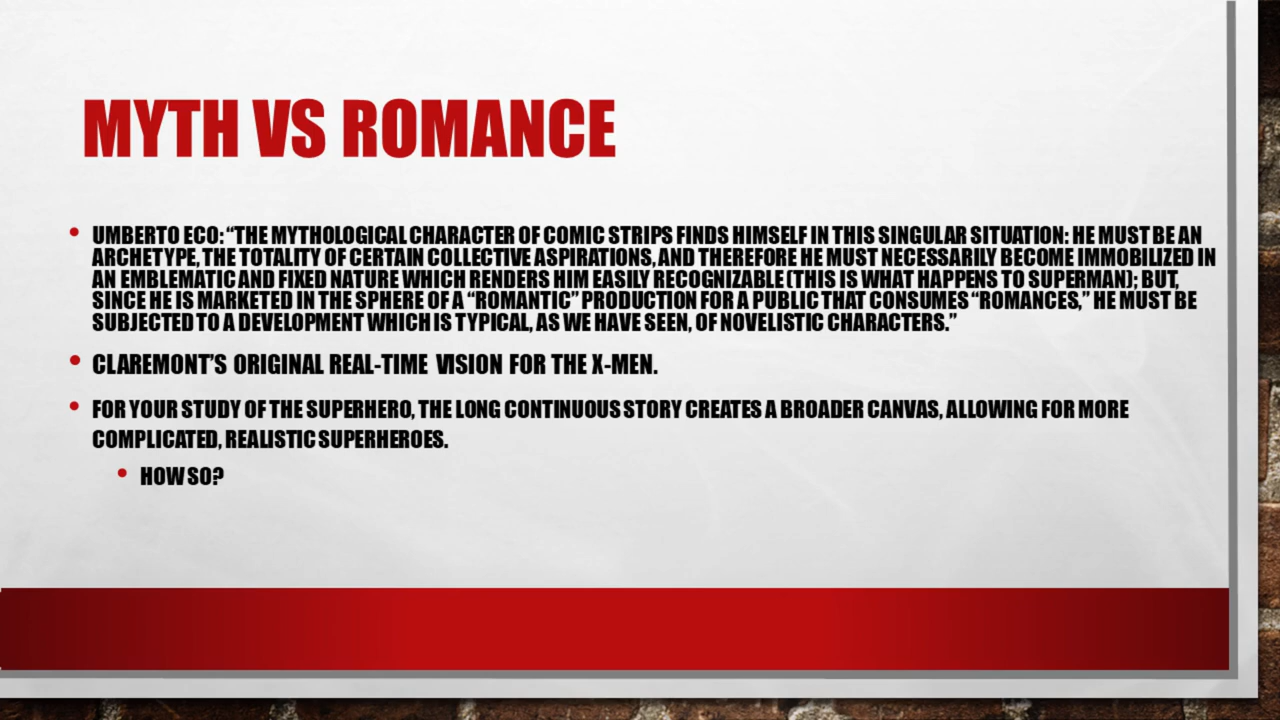 MYTH VS ROMANCE
• UMBERTO ECO: “THE MYTHOLOGICAL CHARACTER OF COMIC STRIPS FINDS HIMSELF IN THIS SINGULAR SITUATION: HE MUST BE AN
ARCHETYPE, THE TOTALITY OF CERTAIN COLLECTIVE ASPIRATIONS, AND THEREFORE HE MUST NECESSARILY BECOME IMMOBILIZED IN
AN EMBLEMATIC AND FIXED NATURE WHICH RENDERS HIM EASILY RECOGNIZABLE (THIS IS WHAT HAPPENS TO SUPERMAN); BUT,
SINCE HE IS MARKETED IN THE SPHERE OF A “ROMANTIC” PRODUCTION FOR A PUBLIC THAT CONSUMES “ROMANCES,” HE MUST BE
SUBJECTED TO A DEVELOPMENT WHICH IS TYPICAL, AS WE HAVE SEEN, OF NOVELISTIC CHARACTERS.”
• CLAREMONT’S ORIGINAL REAL-TIME VISION FOR THE X-MEN.
• FOR YOUR STUDY OF THE SUPERHERO, THE LONG CONTINUOUS STORY CREATES A BROADER CANVAS, ALLOWING FOR MORE
COMPLICATED, REALISTIC SUPERHEROES.
• HOW SO?